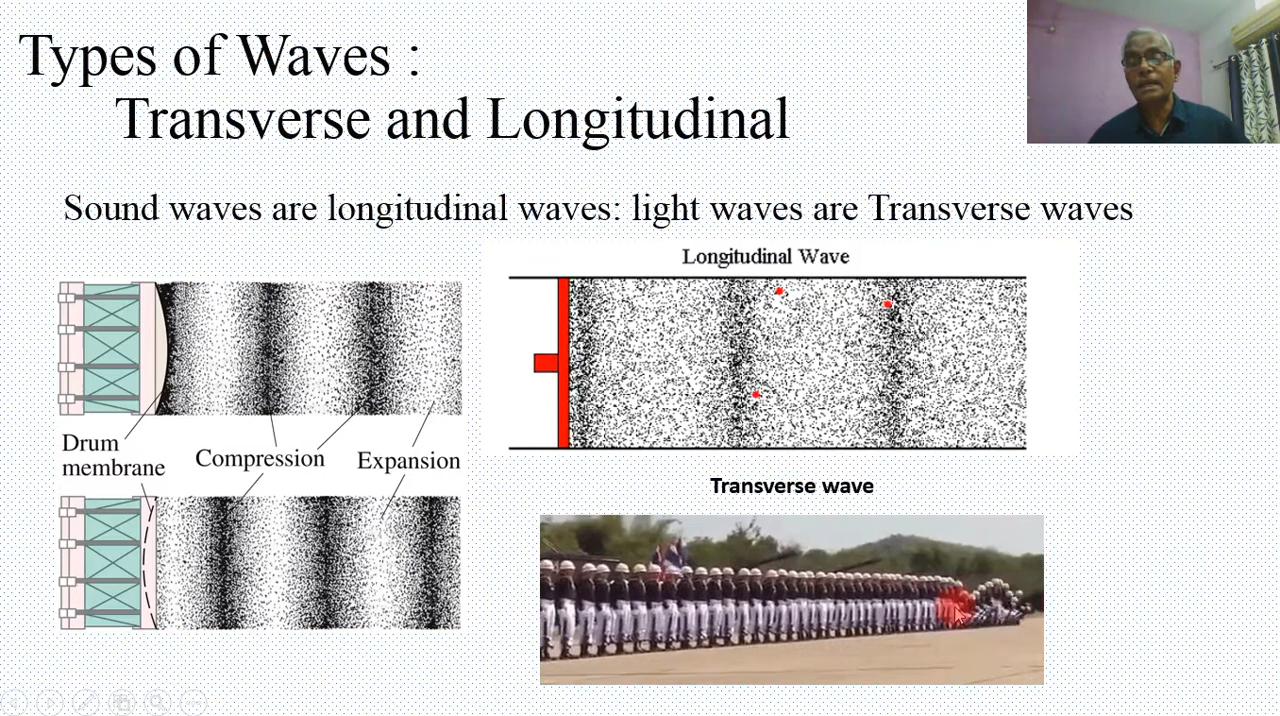 Types of Waves :
Transverse and Longitudinal
Sound waves are longitudinal waves: light waves are Transverse waves
Longitudinal Wave
Drum
membrane
Compression
Expansion
Transverse wave